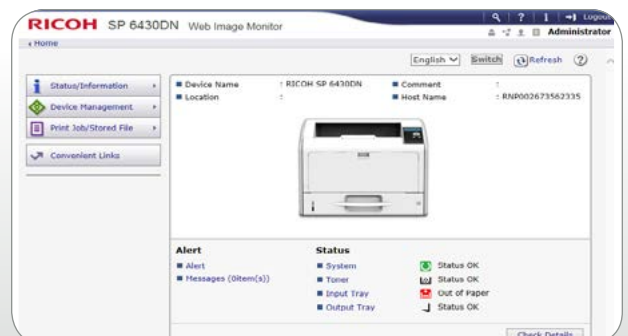 RICOH SP 6430DN Web Image Monitor
Logout
Administrator
Home
English Switch Refresh
Status/Information
Device Management
Print Job/Stored File
Convenient Links
Device Name : RICOH SP 6430DN Comment :
Location : Host Name : RNP002673562335
Alert Status
Alert System Status OK
Messages (0item(s)) Toner Status OK
Input Tray Out of Paper
Output Tray Status OK
Check Details